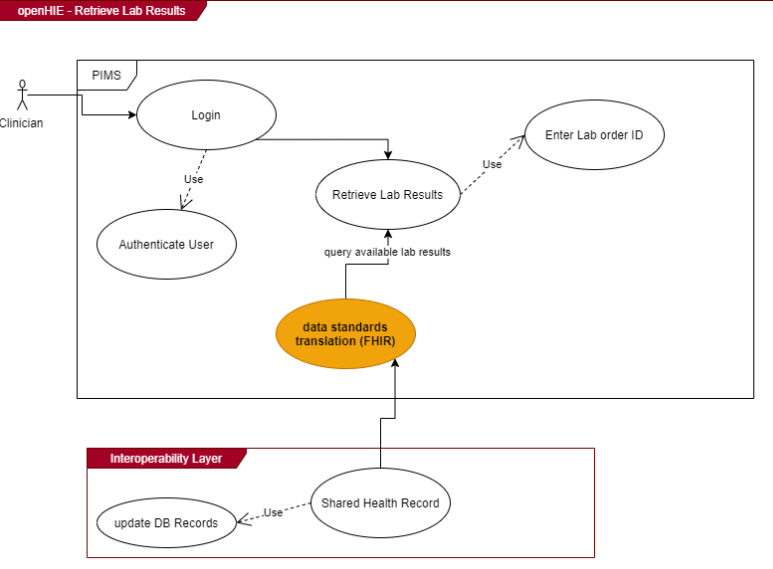 openHIE - Retrieve Lab Results
PIMS
Clinician
Login
Enter Lab order ID
Use
Use
Retrieve Lab Results
Authenticate User
query available lab results
data standards
translation (FHIR)
Interoperability Layer
Shared Health Record
Use
update DB Records